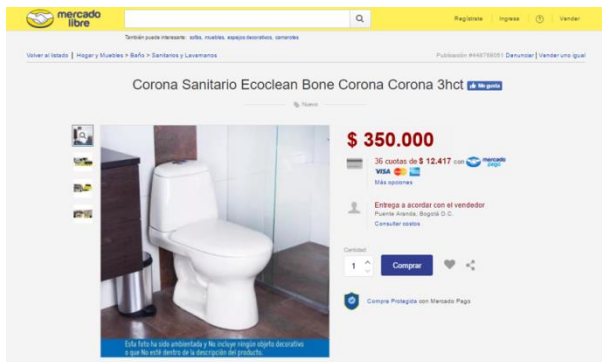 mercado
libre
Regístrate
Ingresa
Vender
También puede interesarte: sofás, muebles, espejos decorativos, comedores
Volver al listado | Hogar y Muebles > Baño > Sanitarios y Lavamanos
Publicación #448759051 Denunciar | Vender uno igual
Corona Sanitario Ecoclean Bone Corona Corona 3hct Me gusta
Nuevo
$ 350.000
36 cuotas de $ 12.417 con mercado pago
VISA
Más opciones
Entrega a acordar con el vendedor
Puente Aranda, Bogotá D.C.
Consultar costos
Cantidad:
1
Comprar
Compra Protegida con Mercado Pago
Esta foto ha sido ambientada y No incluye ningún objeto decorativo
o que No esté dentro de la descripción del producto.